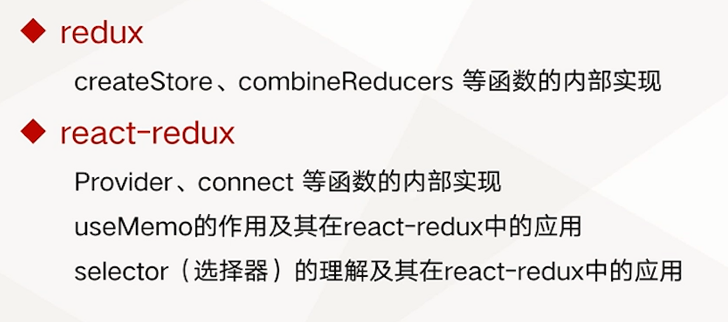 redux
createStore、combineReducers 等函数的内部实现
react-redux
Provider、connect 等函数的内部实现
useMemo的作用及其在react-redux中的应用
selector（选择器）的理解及其在react-redux中的应用